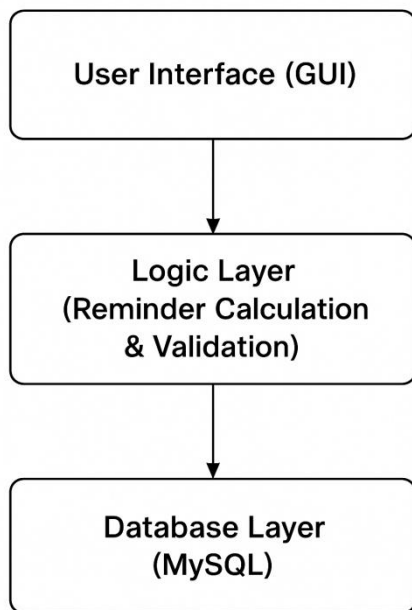 User Interface (GUI)
Logic Layer
(Reminder Calculation
& Validation)
Database Layer
(MySQL)